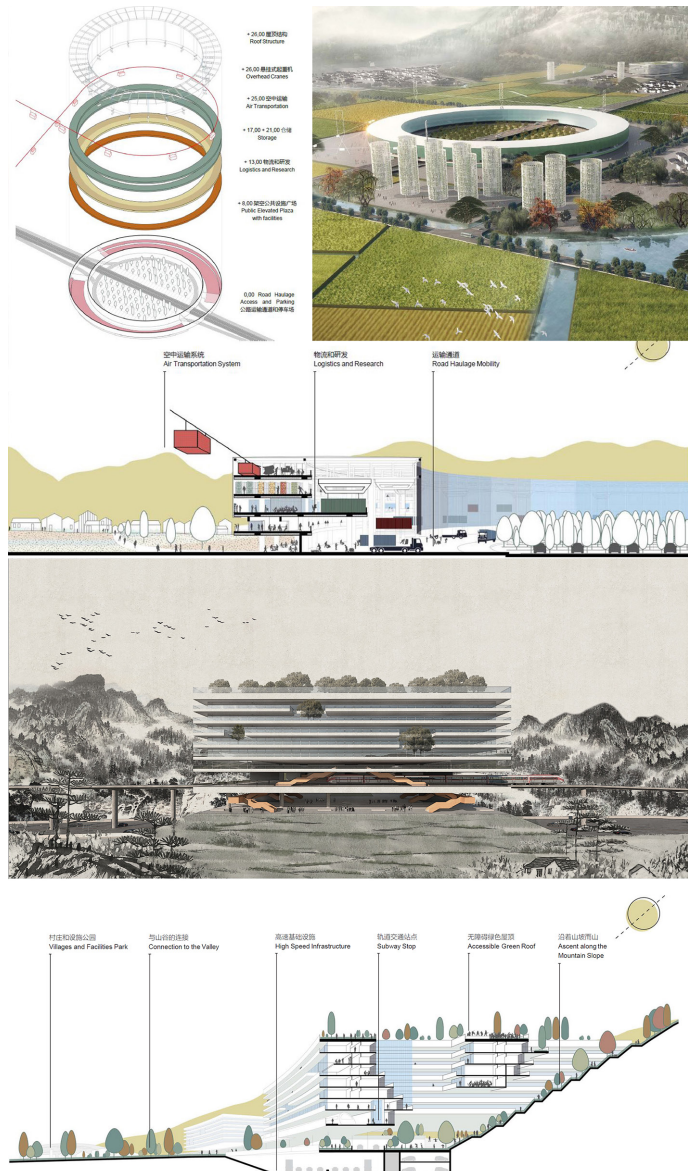 + 26,00 屋顶结构
Roof Structure
+ 26,00 悬挂式起重机
Overhead Cranes
+ 25,00 空中运输
Air Transportation
+ 17,00 + 21,00 仓储
Storage
+ 13,00 物流和研发
Logistics and Research
+ 8,00 架空公共设施广场
Public Elevated Plaza
with facilities
0,00 Road Haulage
Access and Parking
公路运输通道和停车场
空中运输系统
Air Transportation System
物流和研发
Logistics and Research
运输通道
Road Haulage Mobility
村庄和设施公园
Villages and Facilities Park
与山谷的连接
Connection to the Valley
高速基础设施
High Speed Infrastructure
轨道交通站点
Subway Stop
无障碍绿色屋顶
Accessible Green Roof
沿着山坡而上
Ascent along the
Mountain Slope